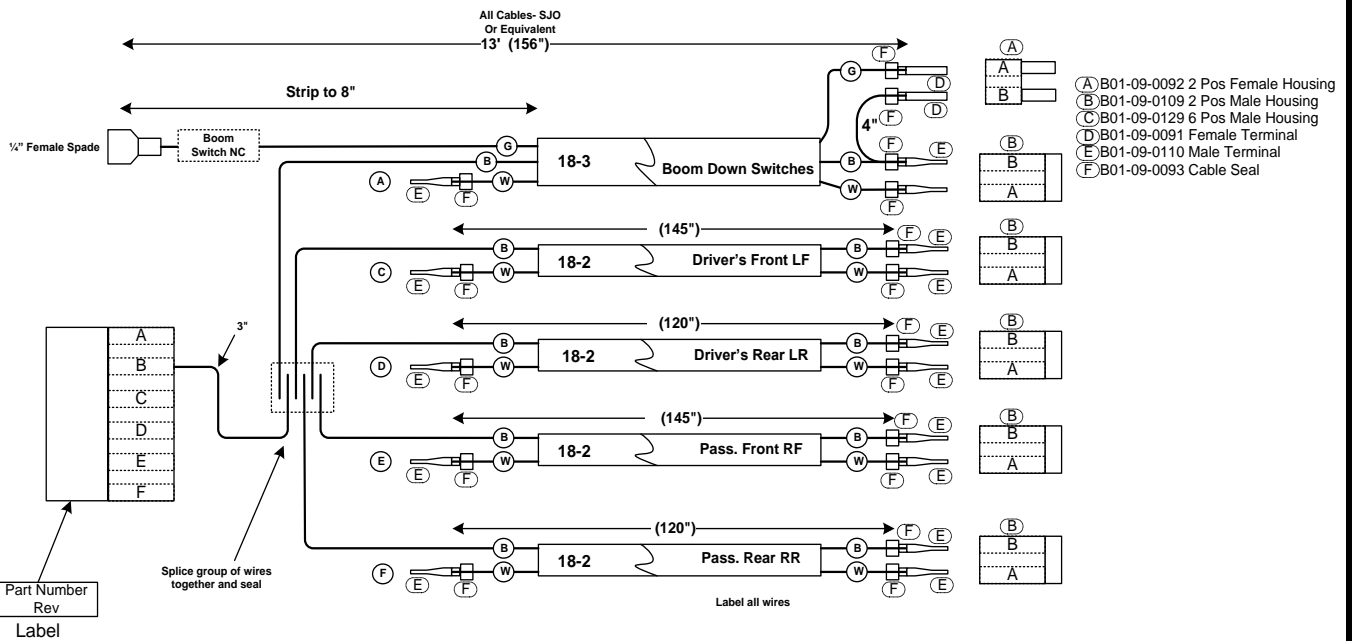 All Cables- SJO
Or Equivalent
13' (156")
Strip to 8"
¼" Female Spade
Boom
Switch NC
G
B
W
A
E
F
18-3
Boom Down Switches
G
F
D
D
F
4"
F
E
B
W
F
A
A
B
B
B
A
A B01-09-0092 2 Pos Female Housing
B B01-09-0109 2 Pos Male Housing
C B01-09-0129 6 Pos Male Housing
D B01-09-0091 Female Terminal
E B01-09-0110 Male Terminal
F B01-09-0093 Cable Seal
(145")
C
E
F
B
W
18-2
Driver's Front LF
B
W
F
E
F
E
B
B
A
(120")
D
E
F
B
W
18-2
Driver's Rear LR
B
W
F
E
F
E
B
B
A
(145")
E
E
F
B
W
18-2
Pass. Front RF
B
W
F
E
F
E
B
B
A
(120")
F
E
F
B
W
18-2
Pass. Rear RR
B
W
F
E
F
E
B
B
A
A
B
C
D
E
F
3"
Splice group of wires
together and seal
Label all wires
Part Number
Rev
Label